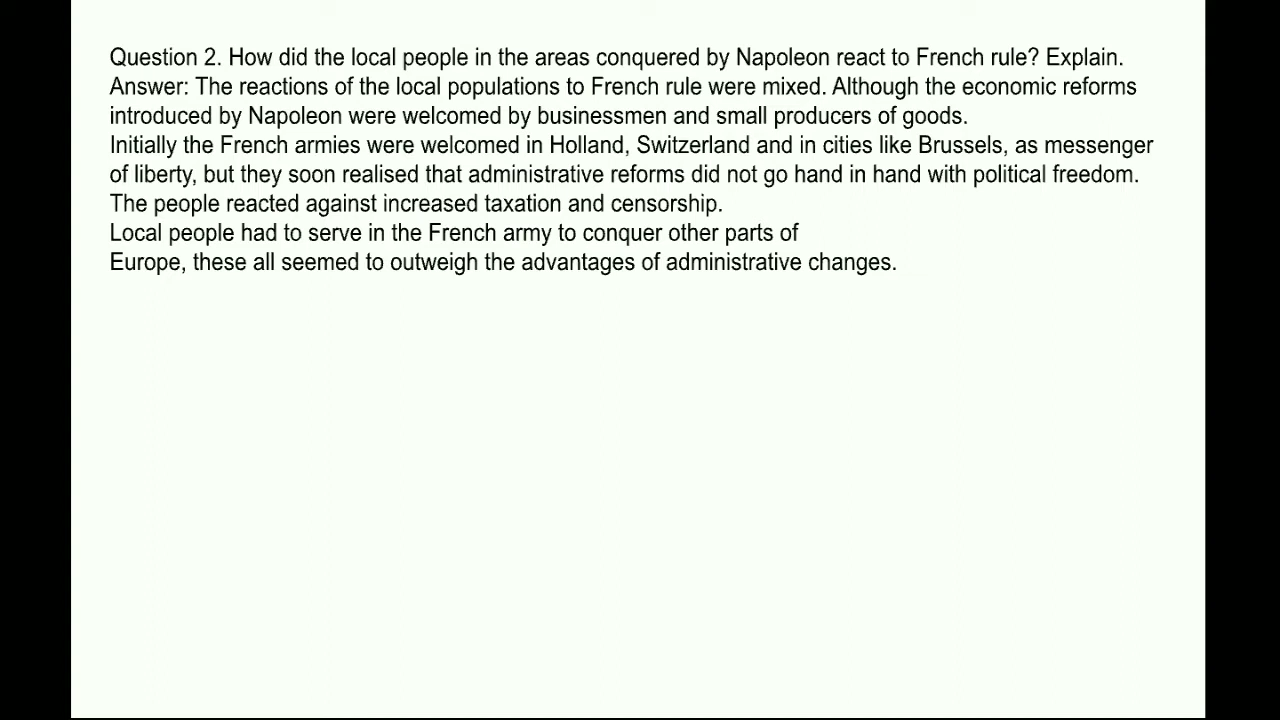 Question 2. How did the local people in the areas conquered by Napoleon react to French rule? Explain.
Answer: The reactions of the local populations to French rule were mixed. Although the economic reforms
introduced by Napoleon were welcomed by businessmen and small producers of goods.
Initially the French armies were welcomed in Holland, Switzerland and in cities like Brussels, as messenger
of liberty, but they soon realised that administrative reforms did not go hand in hand with political freedom.
The people reacted against increased taxation and censorship.
Local people had to serve in the French army to conquer other parts of
Europe, these all seemed to outweigh the advantages of administrative changes.